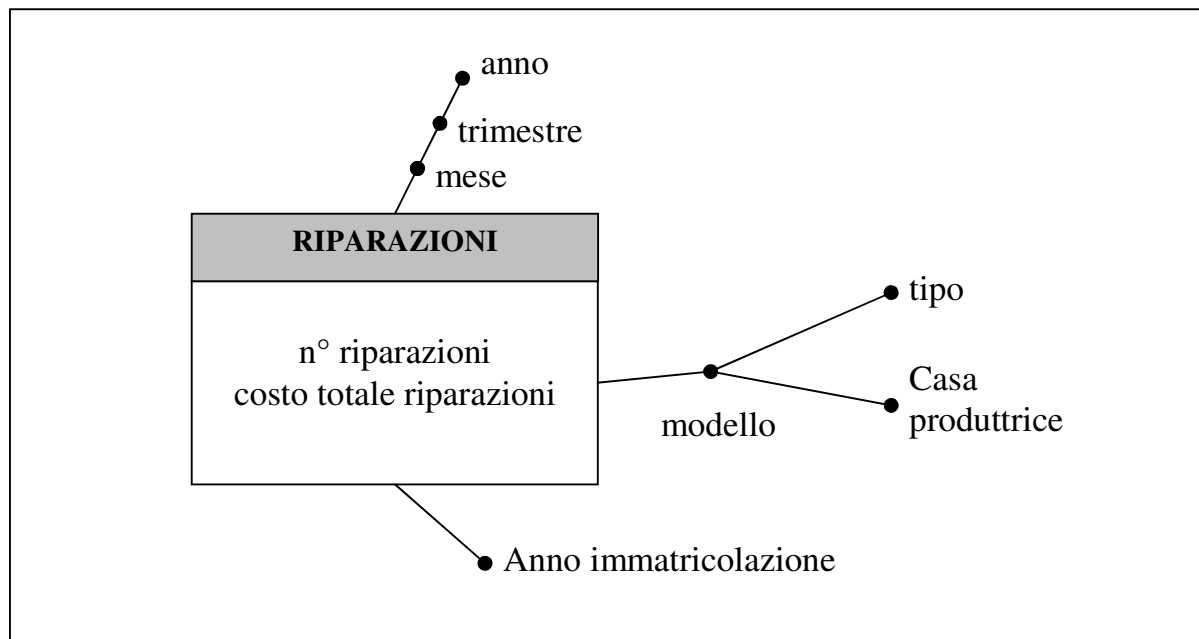 anno
trimestre
mese
RIPARAZIONI
n° riparazioni
costo totale riparazioni
tipo
Casa
produttrice
modello
Anno immatricolazione